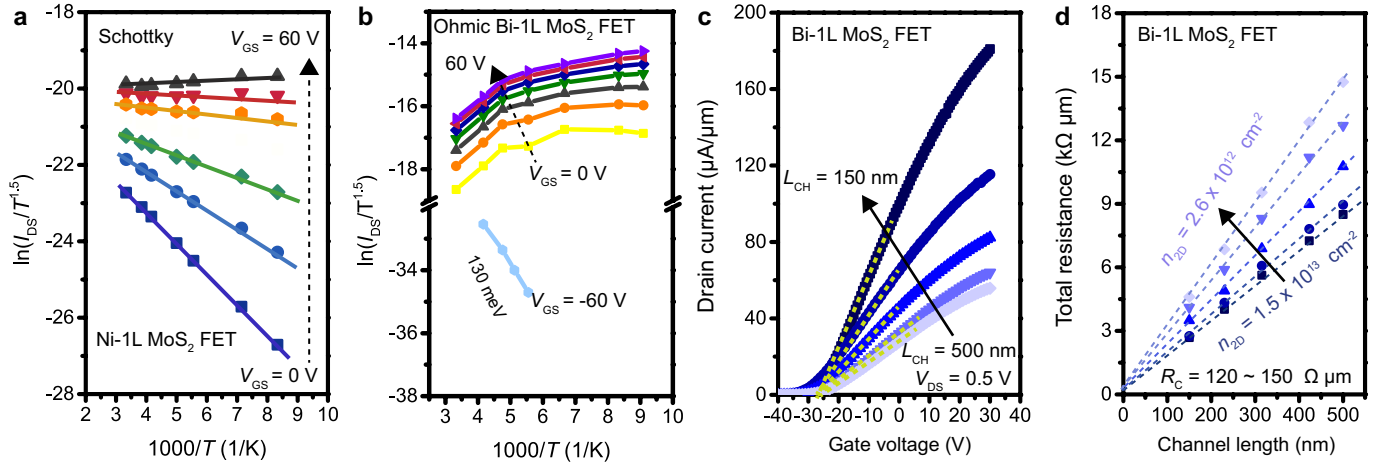 a
Schottky
V_GS = 60 V
Ni-1L MoS₂ FET
V_GS = 0 V
ln(I_DS/T^1.5)
-18
-20
-22
-24
-26
-28
2 3 4 5 6 7 8 9 10
1000/T (1/K)
b
Ohmic Bi-1L MoS₂ FET
60 V
V_GS = 0 V
130 meV
V_GS = -60 V
ln(I_DS/T^1.5)
-14
-16
-18
-34
-36
-38
2 3 4 5 6 7 8 9 10
1000/T (1/K)
c
Bi-1L MoS₂ FET
L_CH = 150 nm
L_CH = 500 nm
V_DS = 0.5 V
Drain current (μA/μm)
200
160
120
80
40
0
-40 -30 -20 -10 0 10 20 30 40
Gate voltage (V)
d
Bi-1L MoS₂ FET
n_2D = 2.6 x 10¹² cm⁻²
n_2D = 1.5 x 10¹³ cm⁻²
R_C = 120 ~ 150 Ω μm
Total resistance (kΩ μm)
18
15
12
9
6
3
0
0 100 200 300 400 500
Channel length (nm)